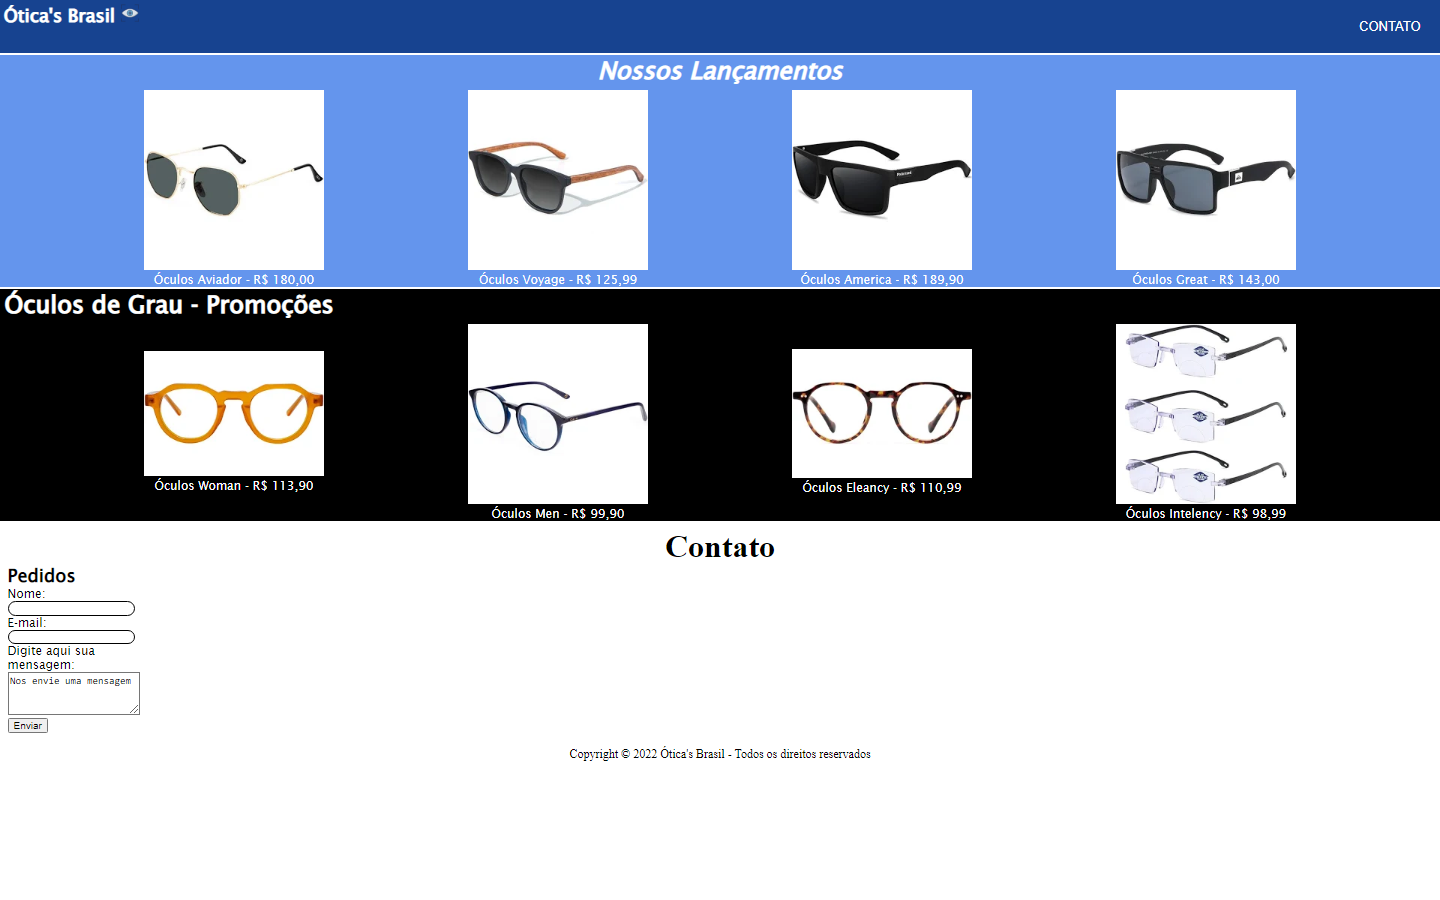 Ótica's Brasil
CONTATO
Nossos Lançamentos
Óculos Aviador - R$ 180,00
Óculos Voyage - R$ 125,99
Óculos America - R$ 189,90
Óculos Great - R$ 143,00
Óculos de Grau - Promoções
Óculos Woman - R$ 113,90
Óculos Men - R$ 99,90
Óculos Eleancy - R$ 110,99
Óculos Intelency - R$ 98,99
Contato
Pedidos
Nome:
E-mail:
Digite aqui sua
mensagem:
Nos envie uma mensagem
Enviar
Copyright © 2022 Ótica's Brasil - Todos os direitos reservados